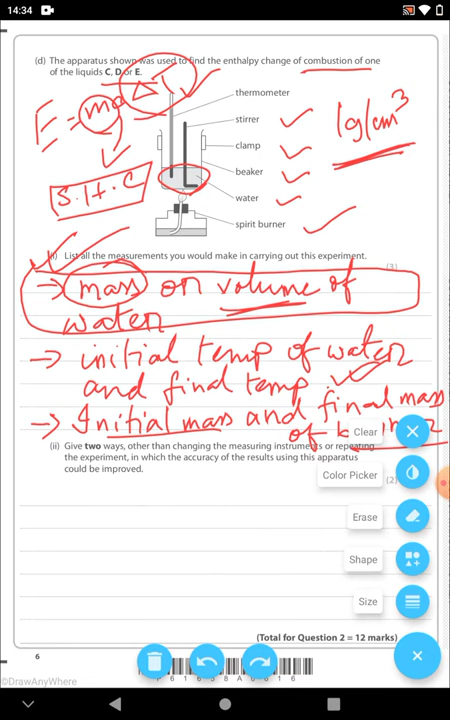 14:34
(d) The apparatus shown was used to find the enthalpy change of combustion of one
of the liquids C, D or E.
E = mcΔT
thermometer
stirrer
1g/cm³
clamp
beaker
S.H.C
water
spirit burner
(i) List all the measurements you would make in carrying out this experiment.
(3)
→ mass or volume of
water
→ initial temp of water
and final temp.
→ Initial mass and final mass
of
Clear
(ii) Give two ways, other than changing the measuring instruments or repeating
the experiment, in which the accuracy of the results using this apparatus
could be improved.
(2)
Color Picker
Erase
Shape
Size
(Total for Question 2 = 12 marks)
6
©DrawAnyWhere